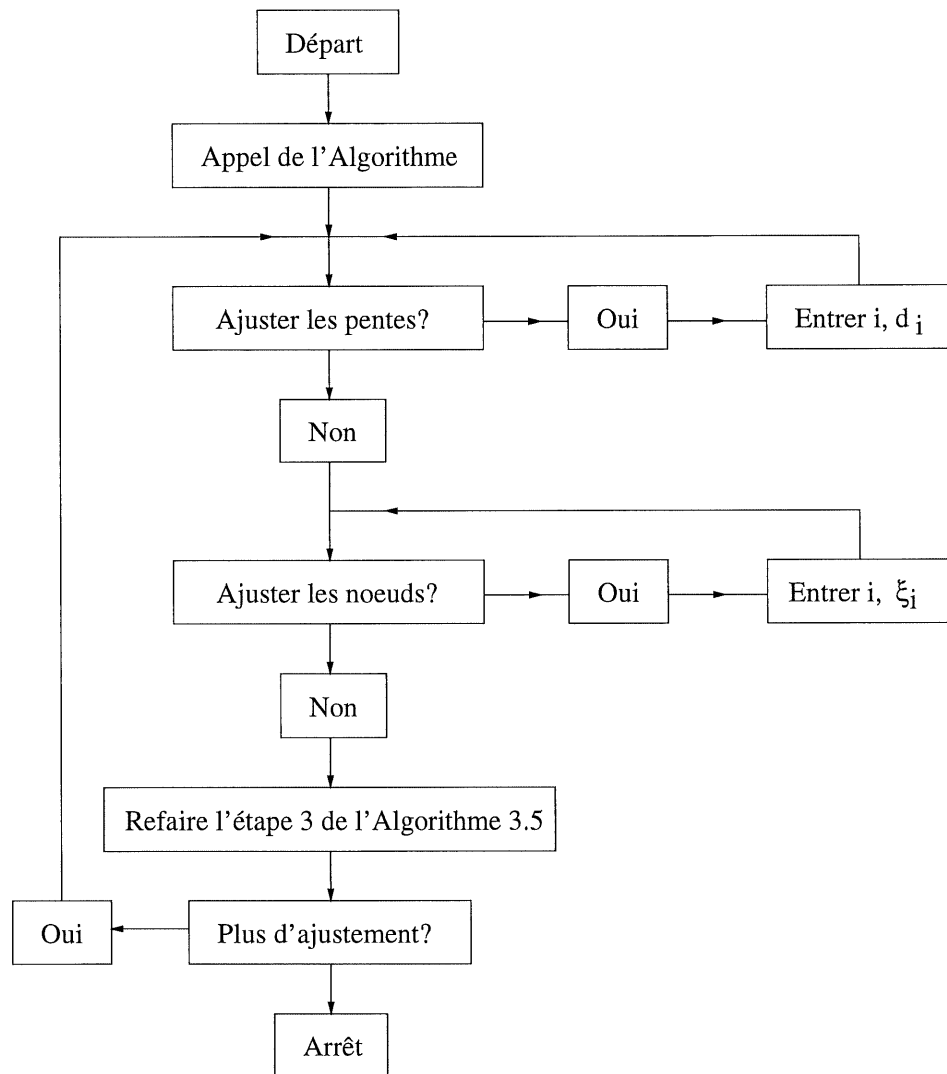 Départ
Appel de l'Algorithme
Ajuster les pentes?
Oui
Entrer i, d i
Non
Ajuster les noeuds?
Oui
Entrer i, ξi
Non
Refaire l'étape 3 de l'Algorithme 3.5
Oui
Plus d'ajustement?
Arrêt